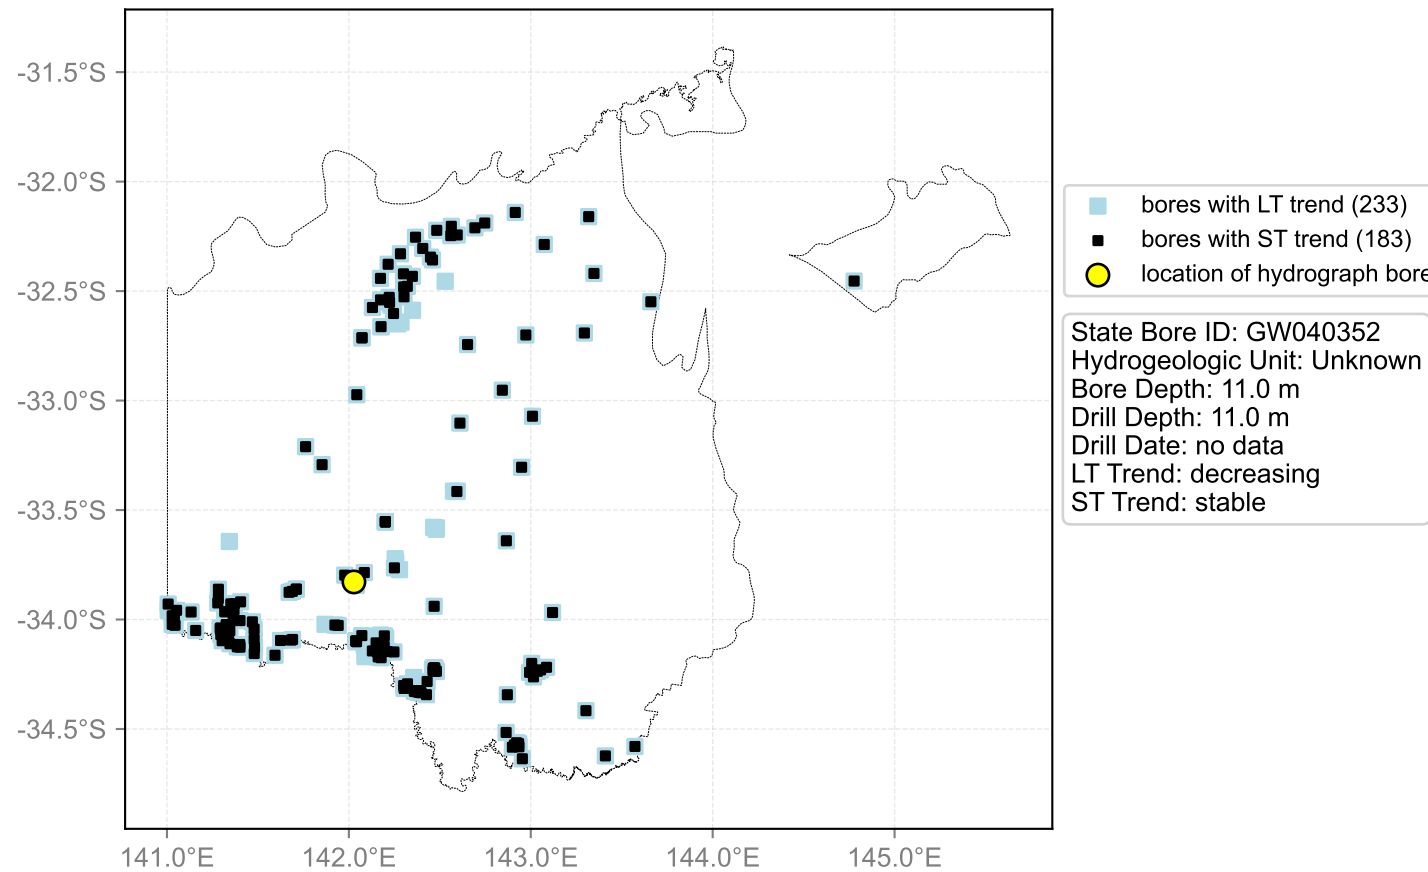 -31.5°S
-32.0°S
-32.5°S
-33.0°S
-33.5°S
-34.0°S
-34.5°S
141.0°E
142.0°E
143.0°E
144.0°E
145.0°E
bores with LT trend (233)
bores with ST trend (183)
location of hydrograph bore
State Bore ID: GW040352
Hydrogeologic Unit: Unknown
Bore Depth: 11.0 m
Drill Depth: 11.0 m
Drill Date: no data
LT Trend: decreasing
ST Trend: stable